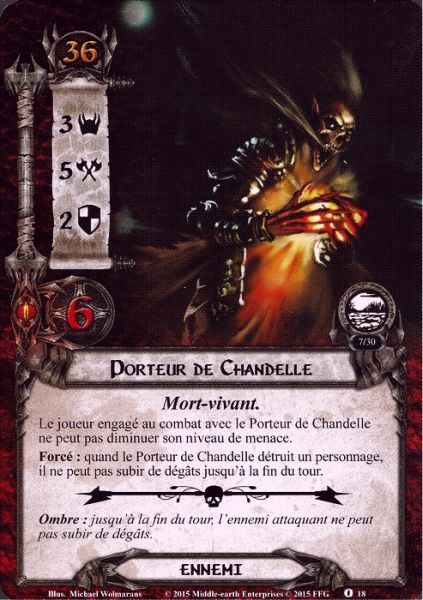 36
3
5
2
6
7/30
Porteur de Chandelle
Mort-vivant.
Le joueur engagé au combat avec le Porteur de Chandelle
ne peut pas diminuer son niveau de menace.
Forcé : quand le Porteur de Chandelle détruit un personnage,
il ne peut pas subir de dégâts jusqu'à la fin du tour.
Ombre : jusqu'à la fin du tour, l'ennemi attaquant ne peut
pas subir de dégâts.
ENNEMI
Illus. Michael Wolmarans © 2015 Middle-earth Enterprises © 2015 FFG 18